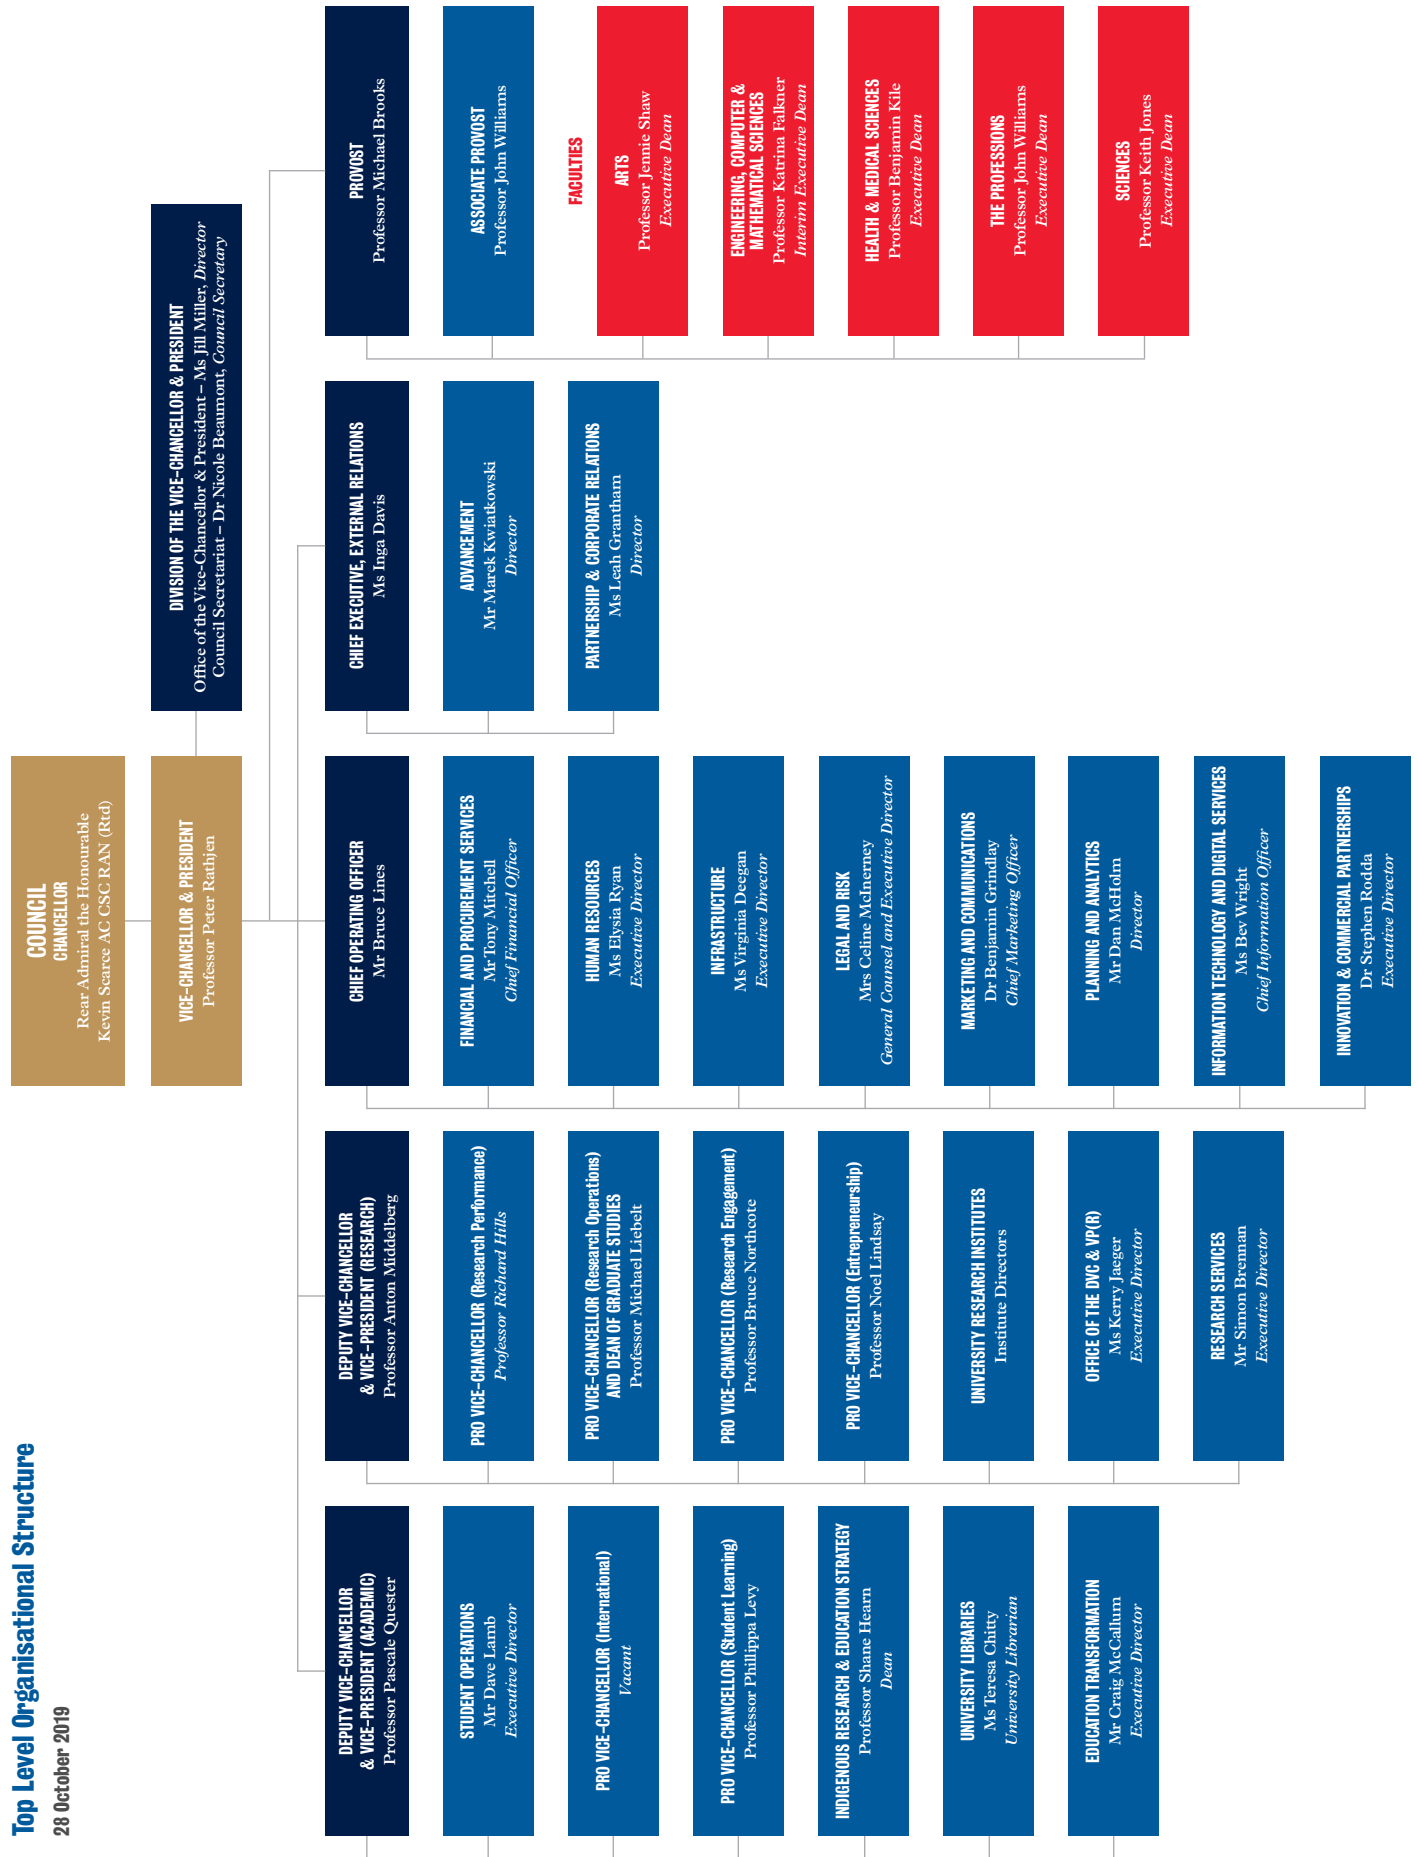 Top Level Organisational Structure
28 October 2019
COUNCIL
CHANCELLOR
Rear Admiral the Honourable
Kevin Scarce AC CSC RAN (Rtd)
VICE-CHANCELLOR & PRESIDENT
Professor Peter Rathjen
DIVISION OF THE VICE-CHANCELLOR & PRESIDENT
Office of the Vice-Chancellor & President – Ms Jill Miller, Director
Council Secretariat – Dr Nicole Beaumont, Council Secretary
DEPUTY VICE-CHANCELLOR
& VICE-PRESIDENT (ACADEMIC)
Professor Pascale Quester
STUDENT OPERATIONS
Mr Dave Lamb
Executive Director
PRO VICE-CHANCELLOR (International)
Vacant
PRO VICE-CHANCELLOR (Student Learning)
Professor Phillippa Levy
INDIGENOUS RESEARCH & EDUCATION STRATEGY
Professor Shane Hearn
Dean
UNIVERSITY LIBRARIES
Ms Teresa Chitty
University Librarian
EDUCATION TRANSFORMATION
Mr Craig McCallum
Executive Director
DEPUTY VICE-CHANCELLOR
& VICE-PRESIDENT (RESEARCH)
Professor Anton Middelberg
PRO VICE-CHANCELLOR (Research Performance)
Professor Richard Hills
PRO VICE-CHANCELLOR (Research Operations)
AND DEAN OF GRADUATE STUDIES
Professor Michael Liebelt
PRO VICE-CHANCELLOR (Research Engagement)
Professor Bruce Northcote
PRO VICE-CHANCELLOR (Entrepreneurship)
Professor Noel Lindsay
UNIVERSITY RESEARCH INSTITUTES
Institute Directors
OFFICE OF THE DVC & VP(R)
Ms Kerry Jaeger
Executive Director
RESEARCH SERVICES
Mr Simon Brennan
Executive Director
CHIEF OPERATING OFFICER
Mr Bruce Lines
FINANCIAL AND PROCUREMENT SERVICES
Mr Tony Mitchell
Chief Financial Officer
HUMAN RESOURCES
Ms Elysia Ryan
Executive Director
INFRASTRUCTURE
Ms Virginia Deegan
Executive Director
LEGAL AND RISK
Mrs Celine McInerney
General Counsel and Executive Director
MARKETING AND COMMUNICATIONS
Dr Benjamin Grindlay
Chief Marketing Officer
PLANNING AND ANALYTICS
Mr Dan McHolm
Director
INFORMATION TECHNOLOGY AND DIGITAL SERVICES
Ms Bev Wright
Chief Information Officer
INNOVATION & COMMERCIAL PARTNERSHIPS
Dr Stephen Rodda
Executive Director
CHIEF EXECUTIVE, EXTERNAL RELATIONS
Ms Inga Davis
ADVANCEMENT
Mr Marek Kwiatkowski
Director
PARTNERSHIP & CORPORATE RELATIONS
Ms Leah Grantham
Director
PROVOST
Professor Michael Brooks
ASSOCIATE PROVOST
Professor John Williams
FACULTIES
ARTS
Professor Jennie Shaw
Executive Dean
ENGINEERING, COMPUTER &
MATHEMATICAL SCIENCES
Professor Katrina Falkner
Interim Executive Dean
HEALTH & MEDICAL SCIENCES
Professor Benjamin Kile
Executive Dean
THE PROFESSIONS
Professor John Williams
Executive Dean
SCIENCES
Professor Keith Jones
Executive Dean